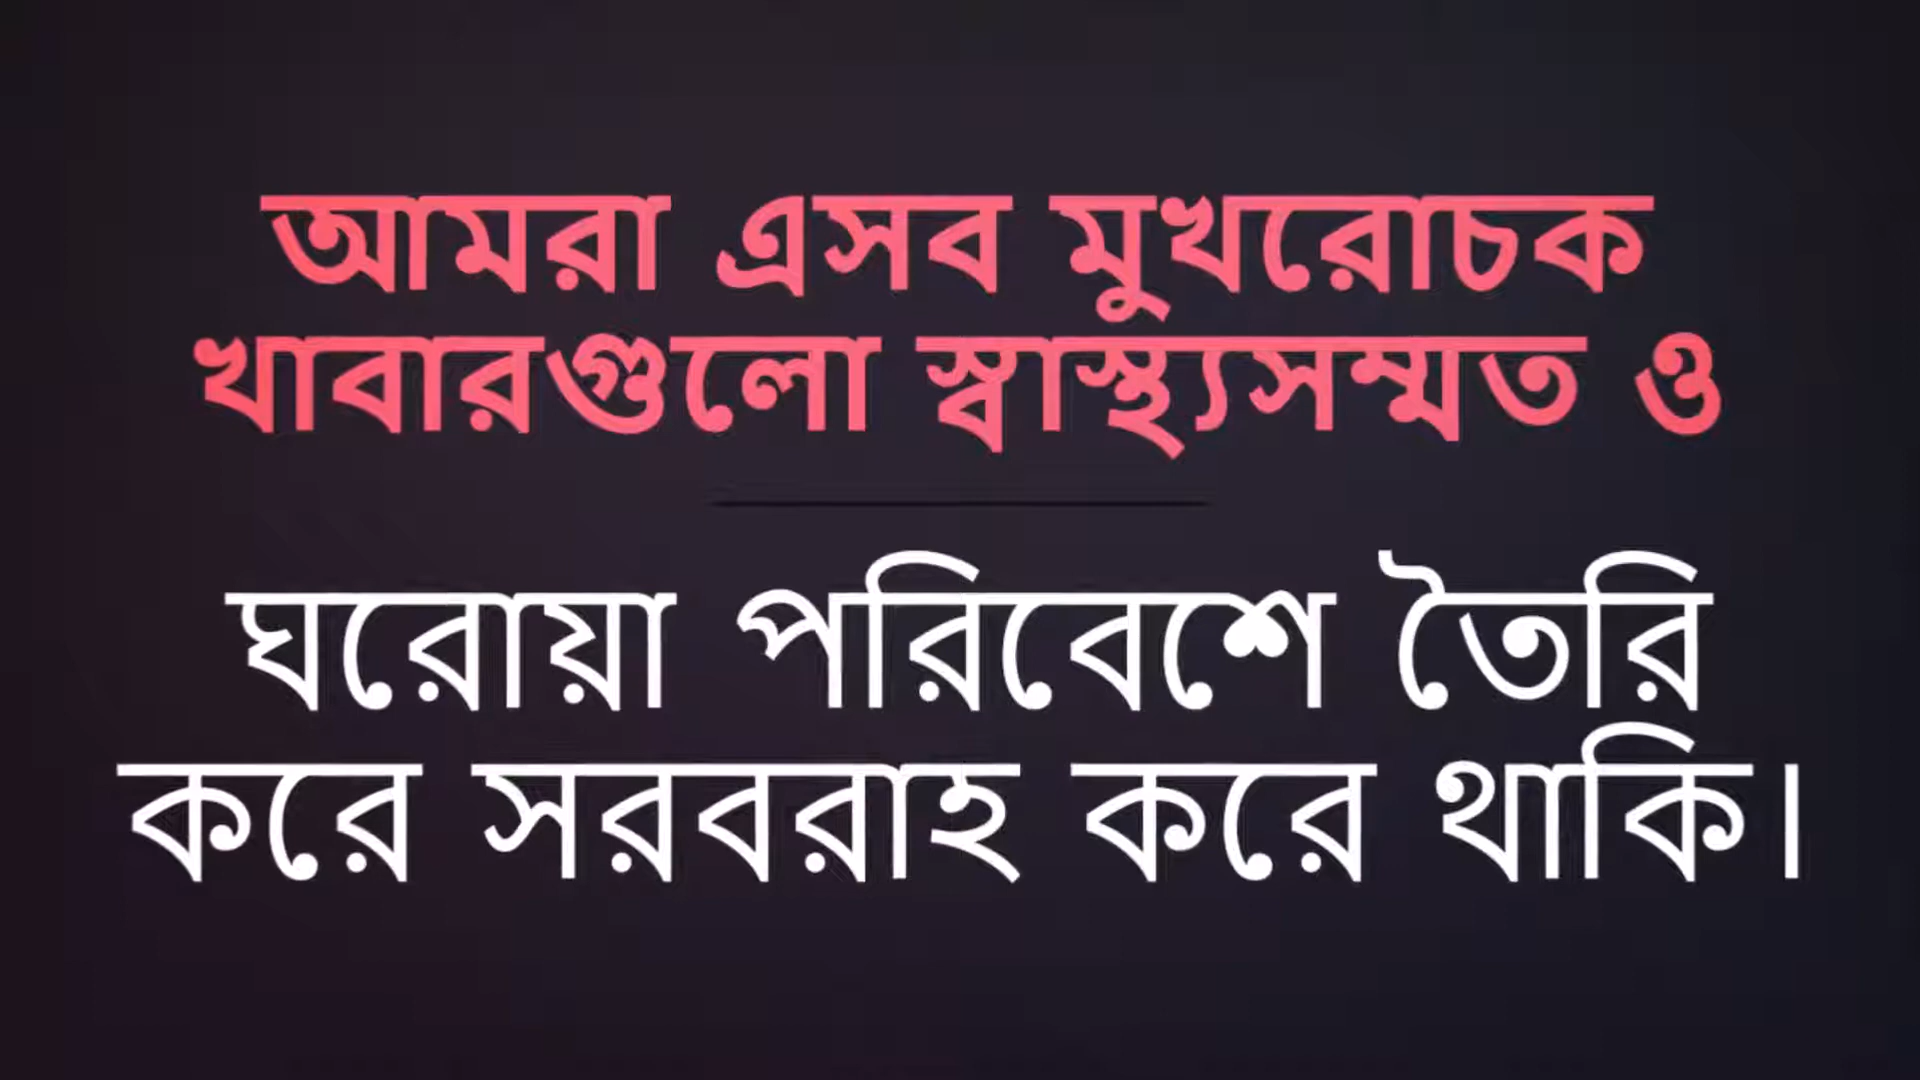 আমরা এসব মুখরোচক
খাবারগুলো স্বাস্থ্যসম্মত ও
ঘরোয়া পরিবেশে তৈরি
করে সরবরাহ করে থাকি।